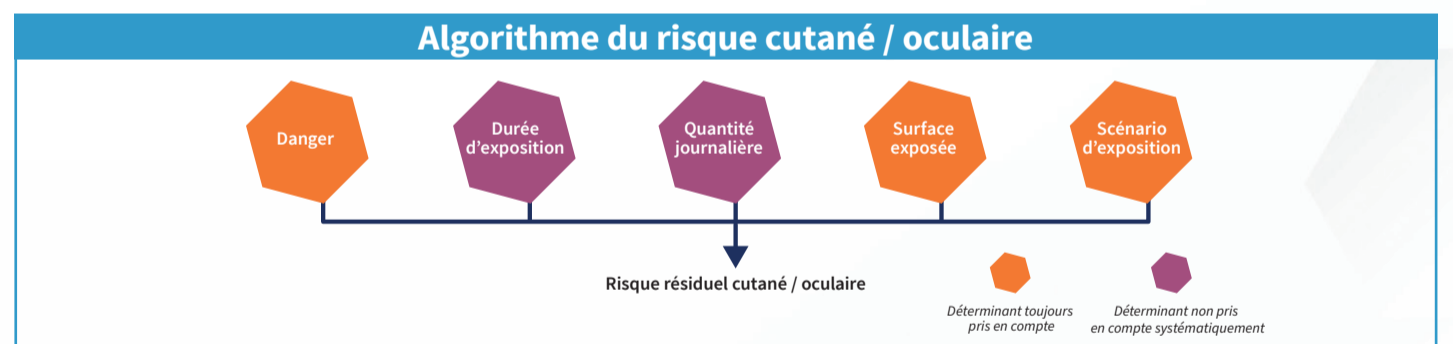 Algorithme du risque cutané / oculaire
Danger
Durée
d’exposition
Quantité
journalière
Surface
exposée
Scénario
d’exposition
Risque résiduel cutané / oculaire
Déterminant toujours
pris en compte
Déterminant non pris
en compte systématiquement